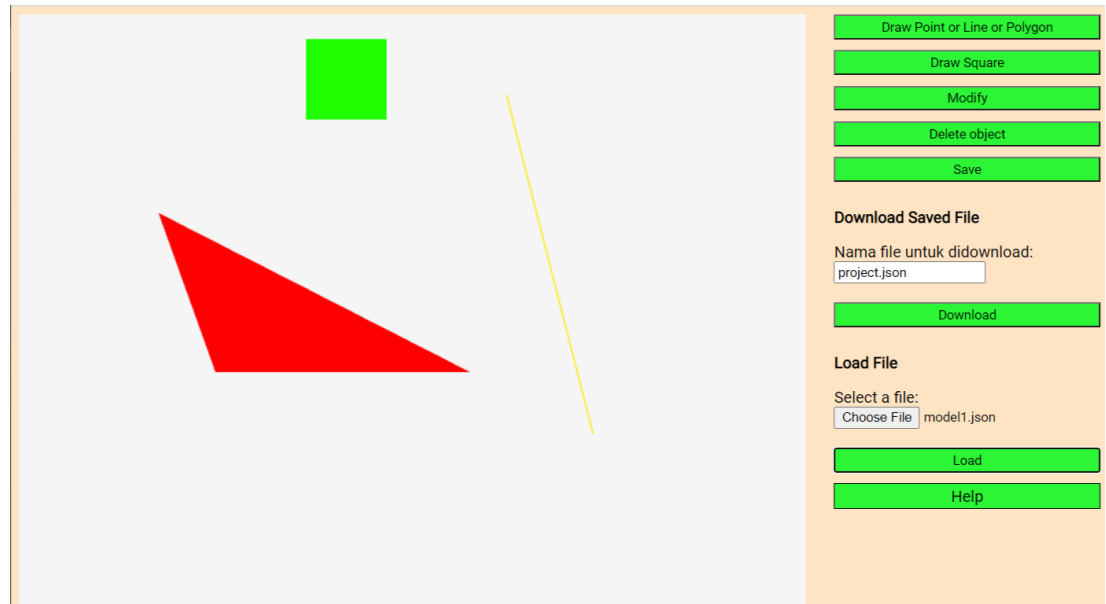 Draw Point or Line or Polygon
Draw Square
Modify
Delete object
Save
Download Saved File
Nama file untuk didownload:
project.json
Download
Load File
Select a file:
Choose File model1.json
Load
Help